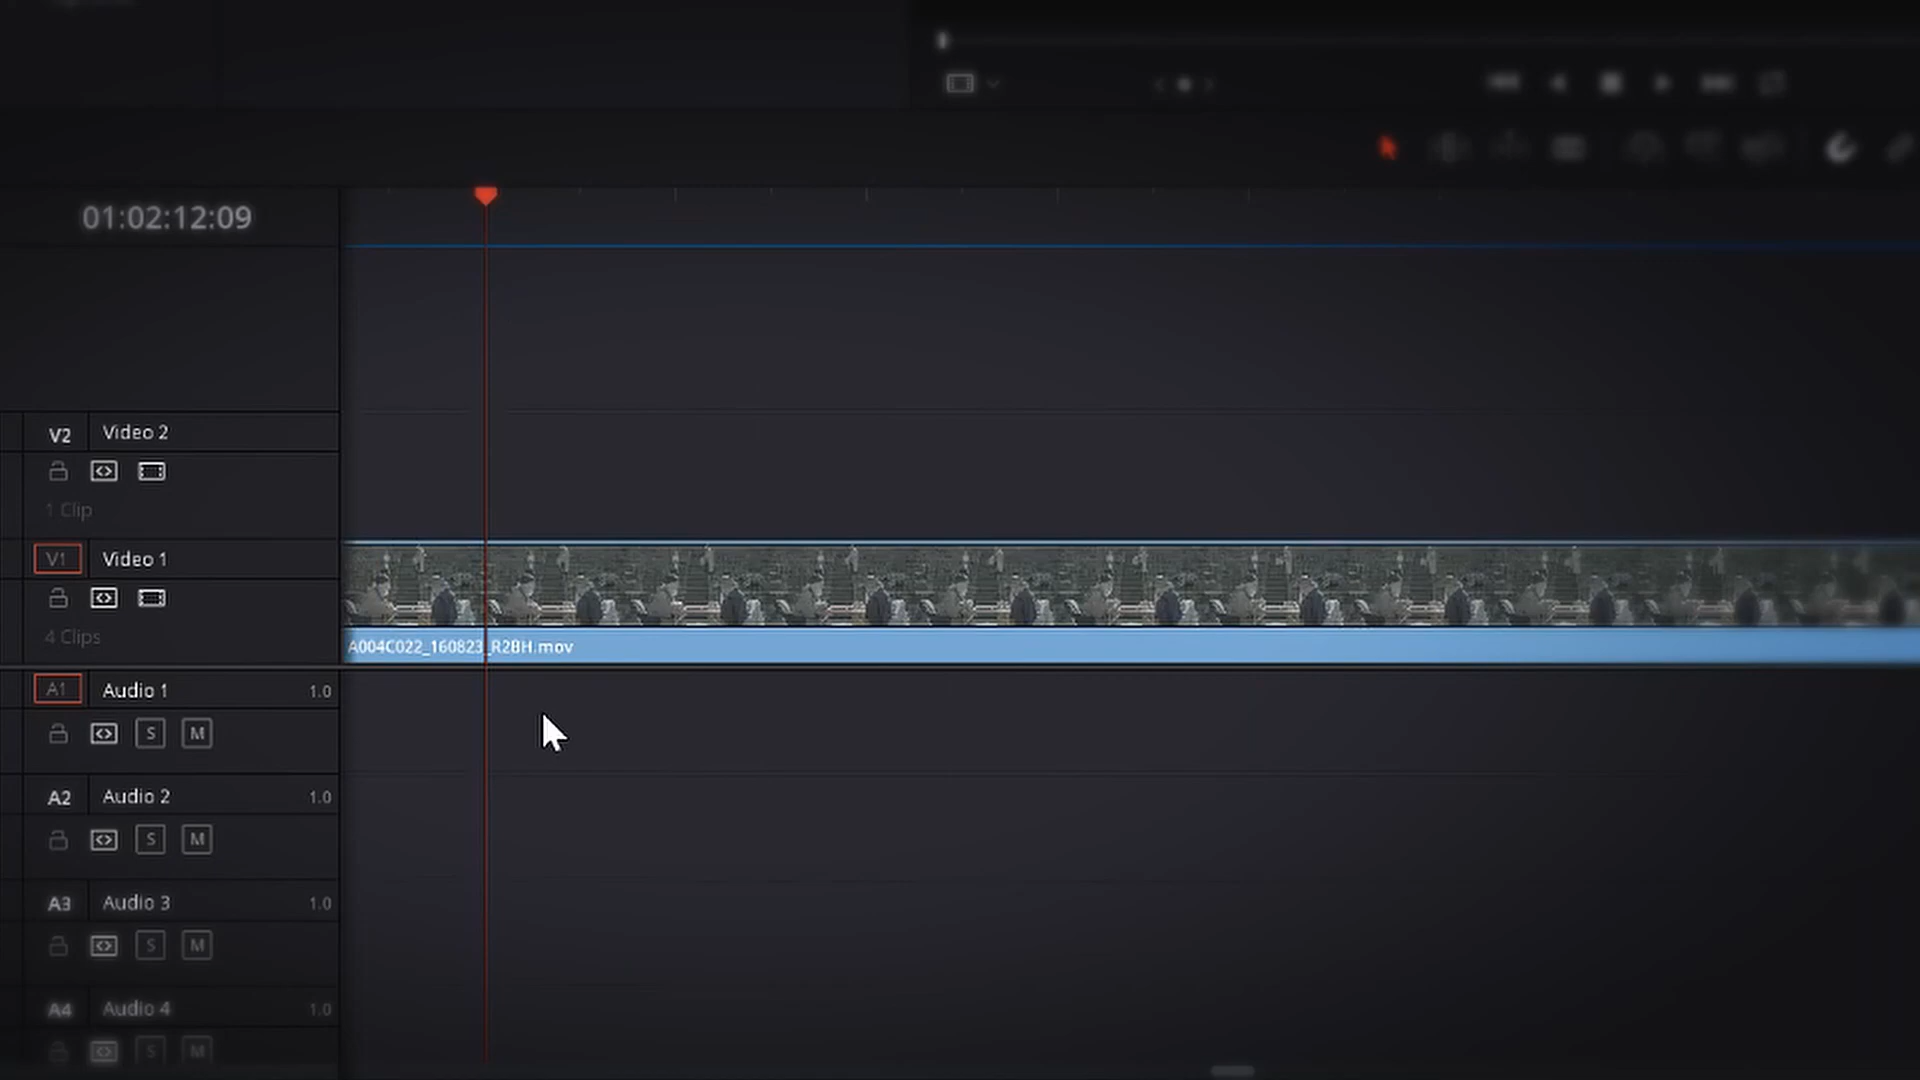 01:02:12:09
V2 Video 2
1 Clip
V1 Video 1
4 Clips
A004C022_160823_R2BH.mov
A1 Audio 1 1.0
S M
A2 Audio 2 1.0
S M
A3 Audio 3 1.0
S M
A4 Audio 4 1.0
S M